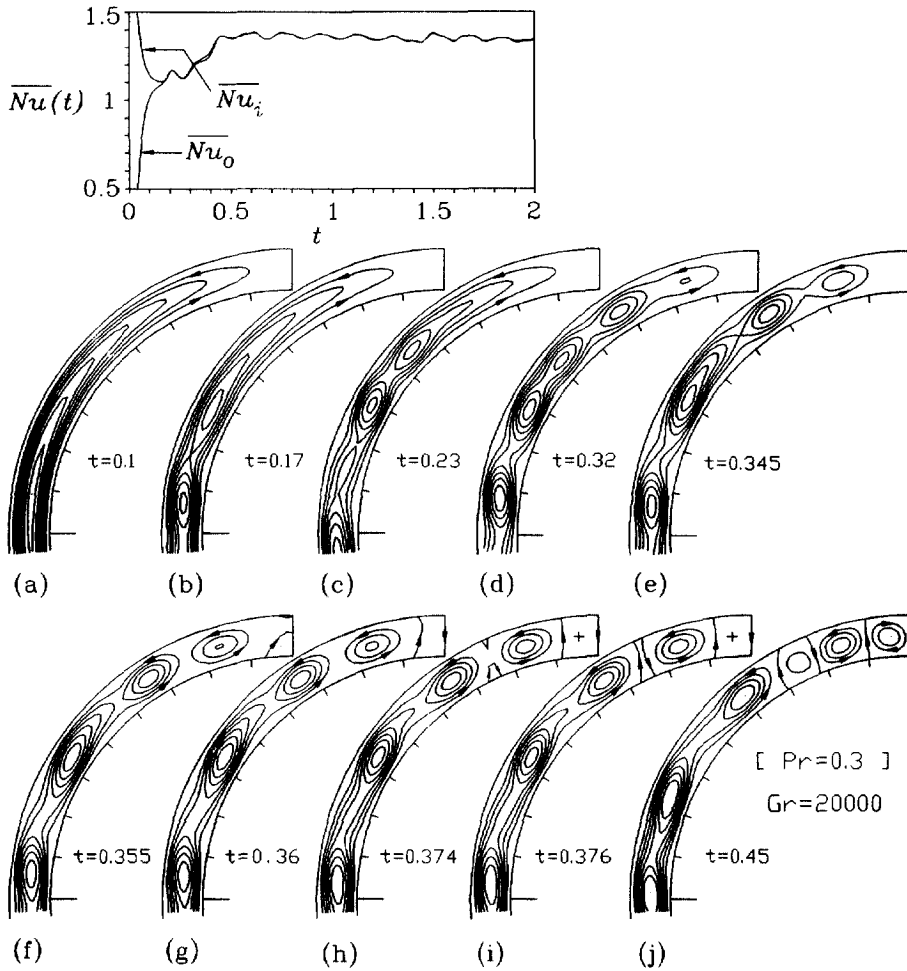 1.5
1
0.5
Nu(t)
Nu_i
Nu_o
0 0.5 1 1.5 2
t
t=0.1 t=0.17 t=0.23 t=0.32 t=0.345
(a) (b) (c) (d) (e)
[ Pr=0.3 ]
Gr=20000
t=0.355 t=0.36 t=0.374 t=0.376 t=0.45
(f) (g) (h) (i) (j)